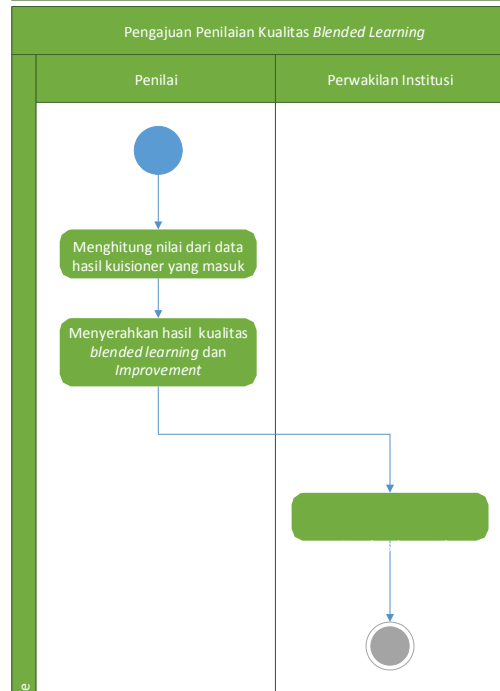 Pengajuan Penilaian Kualitas Blended Learning
Penilai
Perwakilan Institusi
Menghitung nilai dari data
hasil kuisioner yang masuk
Menyerahkan hasil kualitas
blended learning dan
Improvement
e